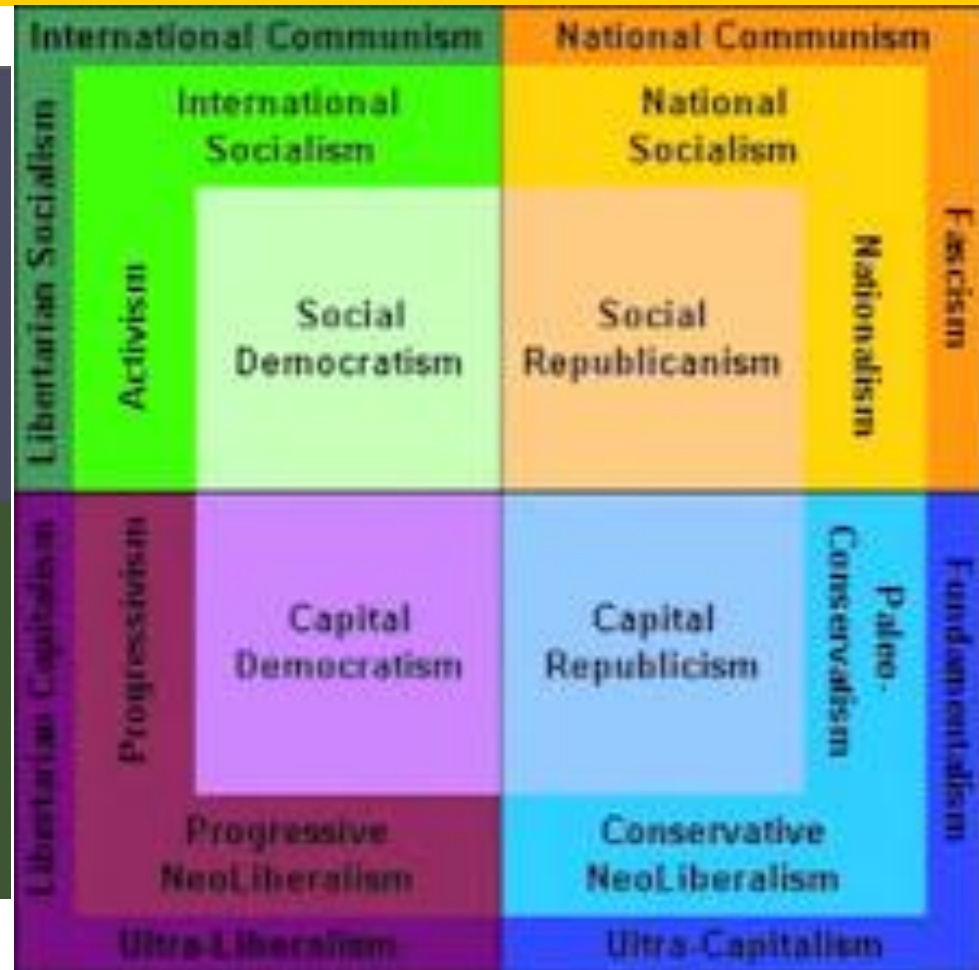 International Communism
National Communism
International
Socialism
National
Socialism
Libertarian Socialism
Activism
Social
Democratism
Social
Republicanism
Nationalism
Fascism
Libertarian Capitalism
Progressivism
Capital
Democratism
Capital
Republicism
Paleo-
Conservatism
Fundamentalism
Progressive
NeoLiberalism
Conservative
NeoLiberalism
Ultra-Liberalism
Ultra-Capitalism